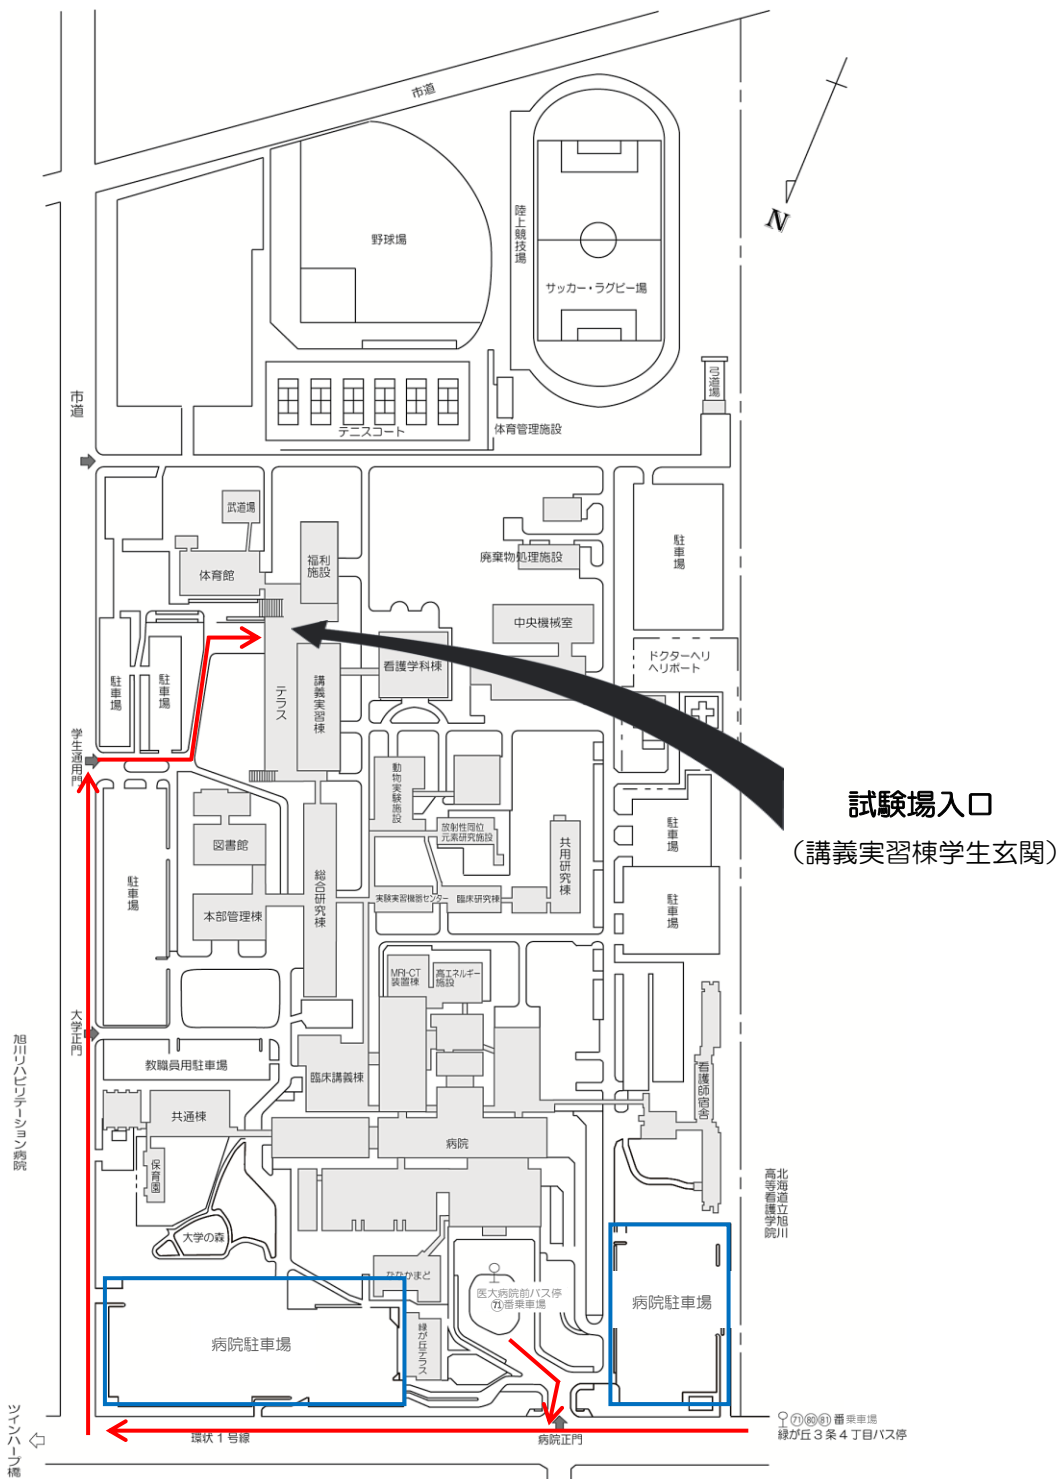 市道
野球場
陸上競技場
サッカー・ラグビー場
N
弓道場
市道
テニスコート
体育管理施設
武道場
体育館
福利
施設
廃棄物処理施設
駐車場
中央機械室
看護学科棟
ドクターヘリ
ヘリポート
駐車場
駐車場
テラス
講義実習棟
学生通用門
動物実験施設
試験場入口
(講義実習棟学生玄関)
放射性同位
元素研究施設
共用研究棟
駐車場
図書館
駐車場
総合研究棟
実験実習機器センター
臨床研究棟
駐車場
本部管理棟
MRI-CT
装置棟
高エネルギー
施設
大学正門
教職員用駐車場
臨床講義棟
旭川リハビリテーション病院
看護師宿舎
共通棟
病院
保育園
北海道立旭川
高等看護学院
大学の森
ななかまど
医大病院前バス停
㉛番乗車場
病院駐車場
病院駐車場
緑が丘テラス
ツインハープ橋
環状1号線
病院正門
71 80 81 番乗車場
緑が丘3条4丁目バス停